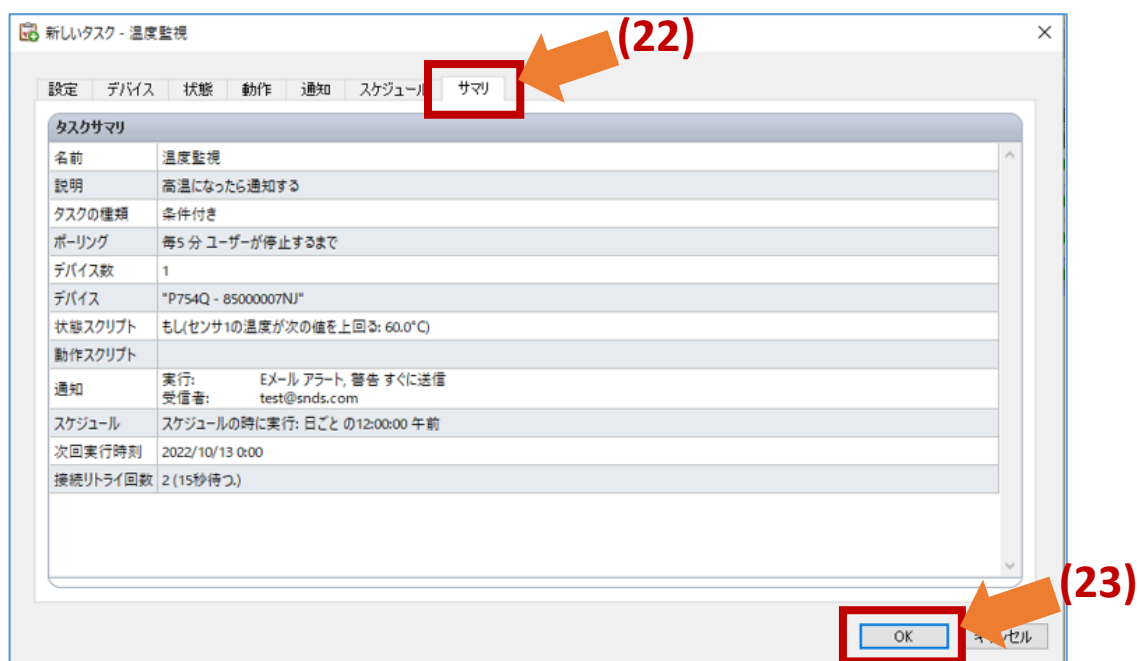 新しいタスク - 温度監視
(22)
設定 デバイス 状態 動作 通知 スケジュール サマリ
タスクサマリ
名前 温度監視
説明 高温になったら通知する
タスクの種類 条件付き
ポーリング 毎5 分 ユーザーが停止するまで
デバイス数 1
デバイス "P754Q - 85000007NJ"
状態スクリプト もし(センサ1の温度が次の値を上回る: 60.0°C)
動作スクリプト
通知 実行: Eメール アラート, 警告 すぐに送信
受信者: test@snds.com
スケジュール スケジュールの時に実行: 日ごと の12:00:00 午前
次回実行時刻 2022/10/13 0:00
接続リトライ回数 2 (15秒待つ.)
(23)
OK キャンセル